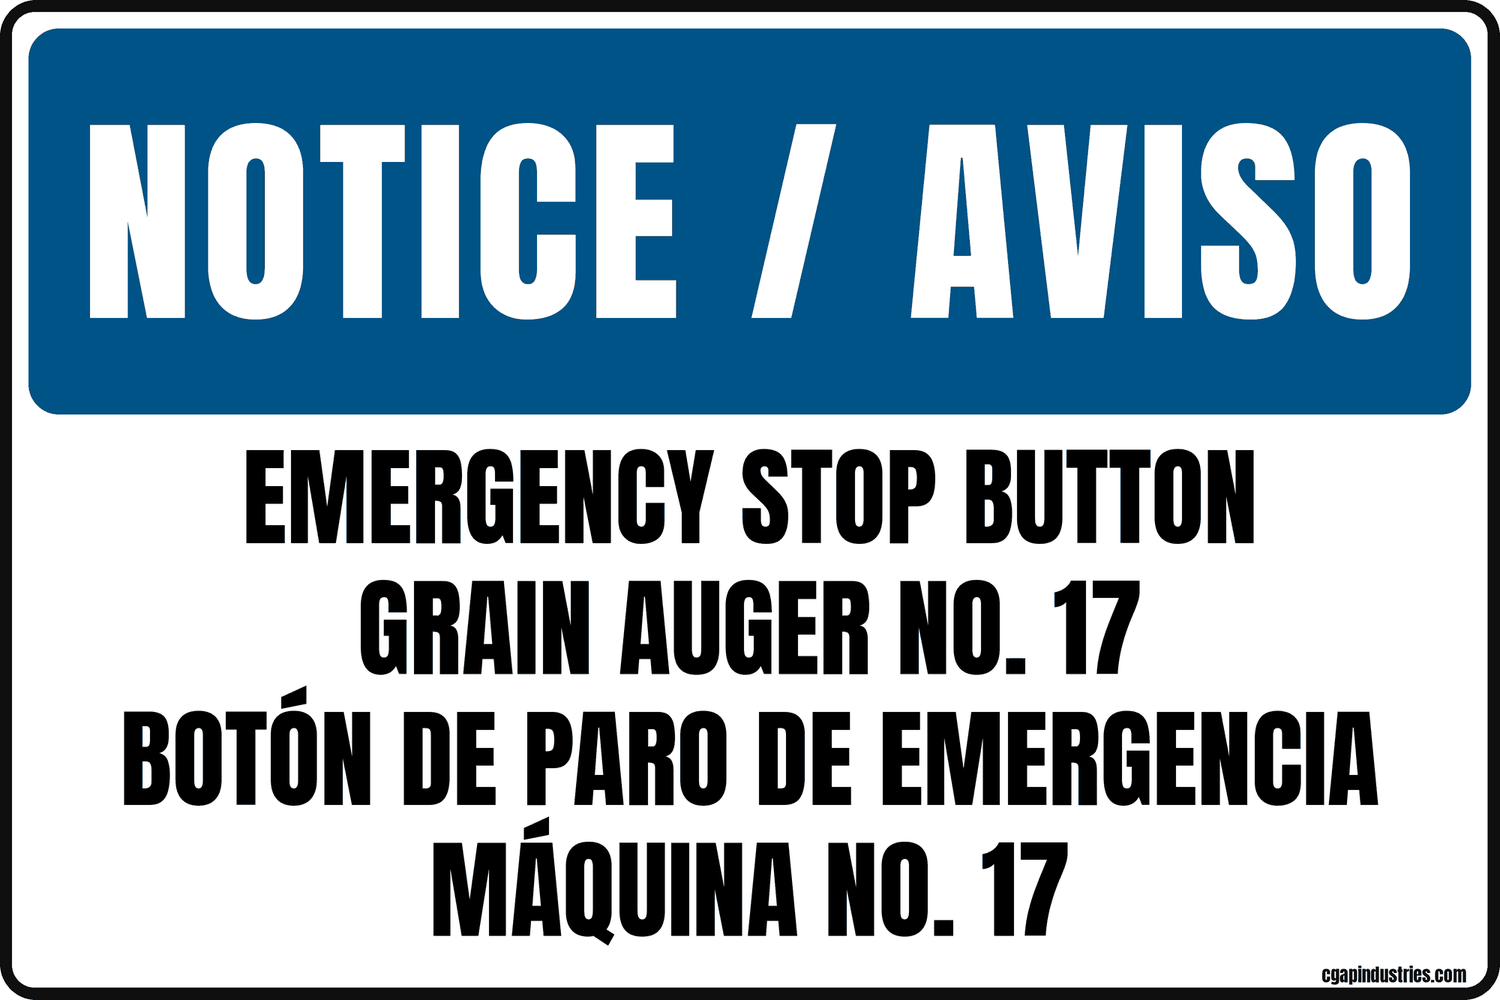 NOTICE / AVISO
EMERGENCY STOP BUTTON
GRAIN AUGER NO. 17
BOTÓN DE PARO DE EMERGENCIA
MÁQUINA NO. 17
cgapindustries.com